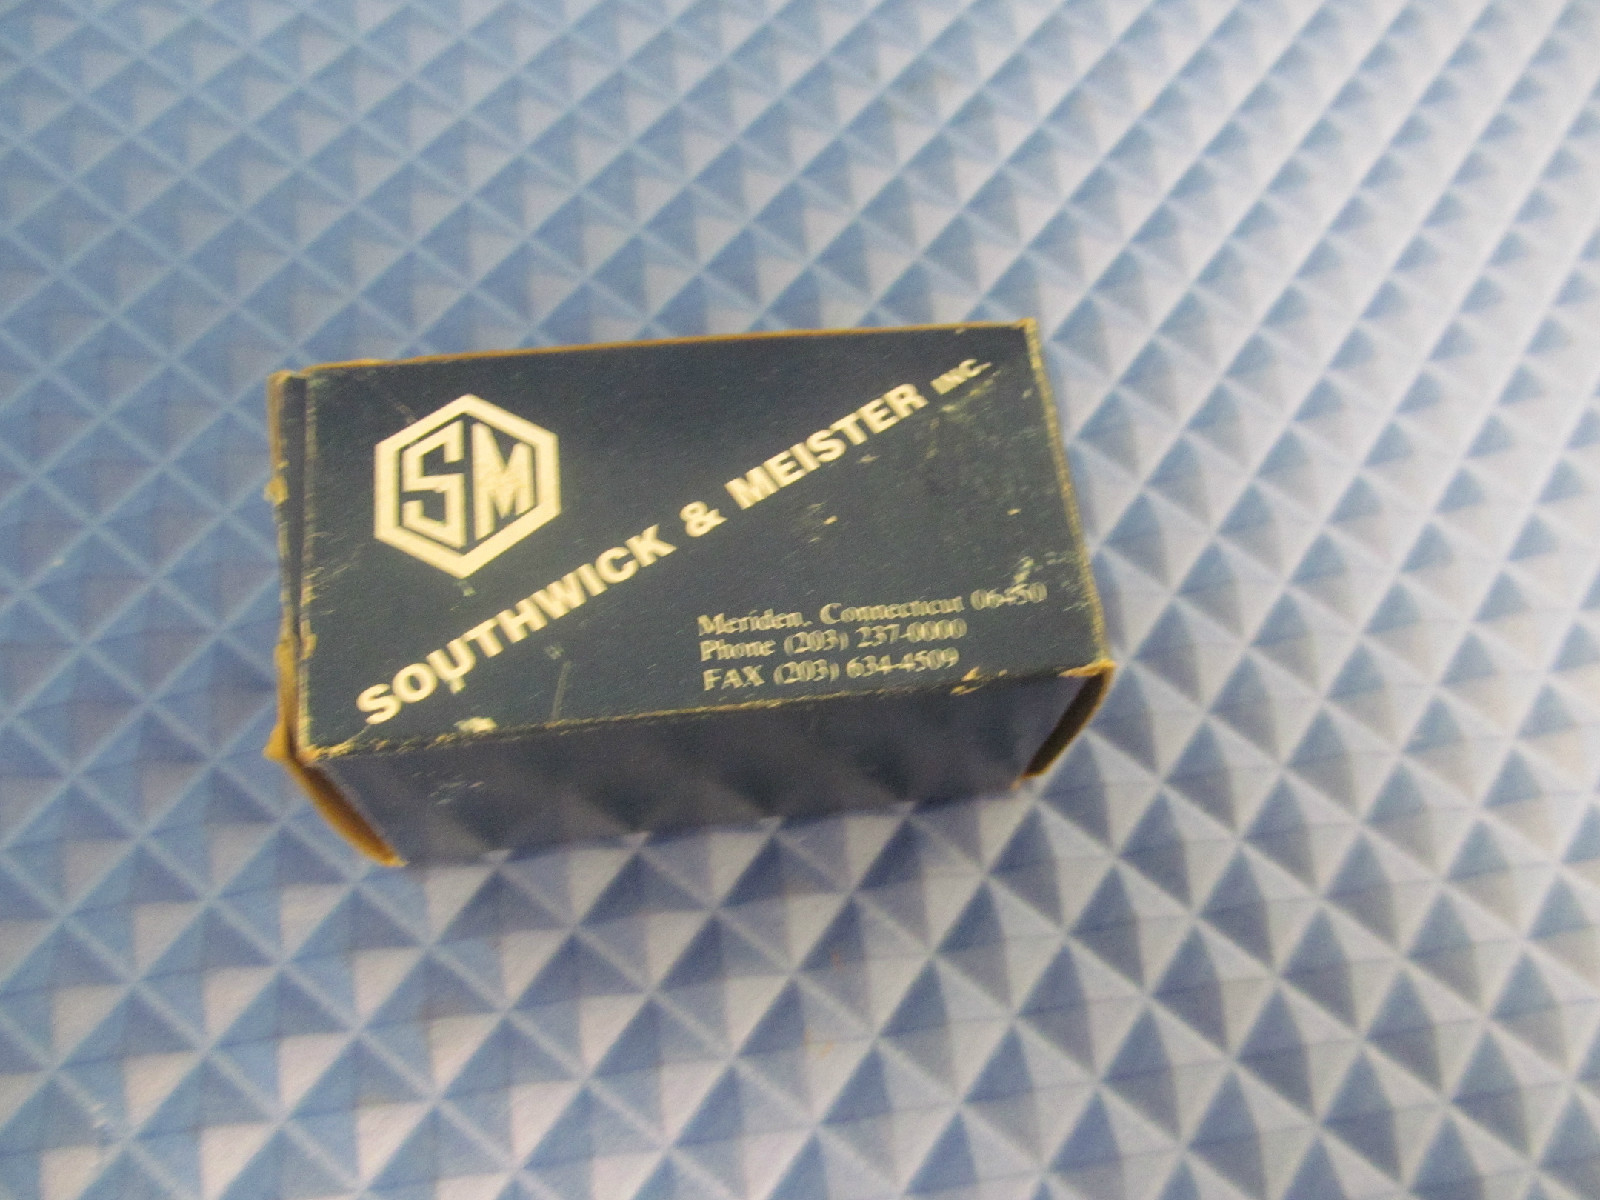 SM
SOUTHWICK & MEISTER INC.
Meriden, Connecticut 06450
Phone (203) 237-0000
FAX (203) 634-4509